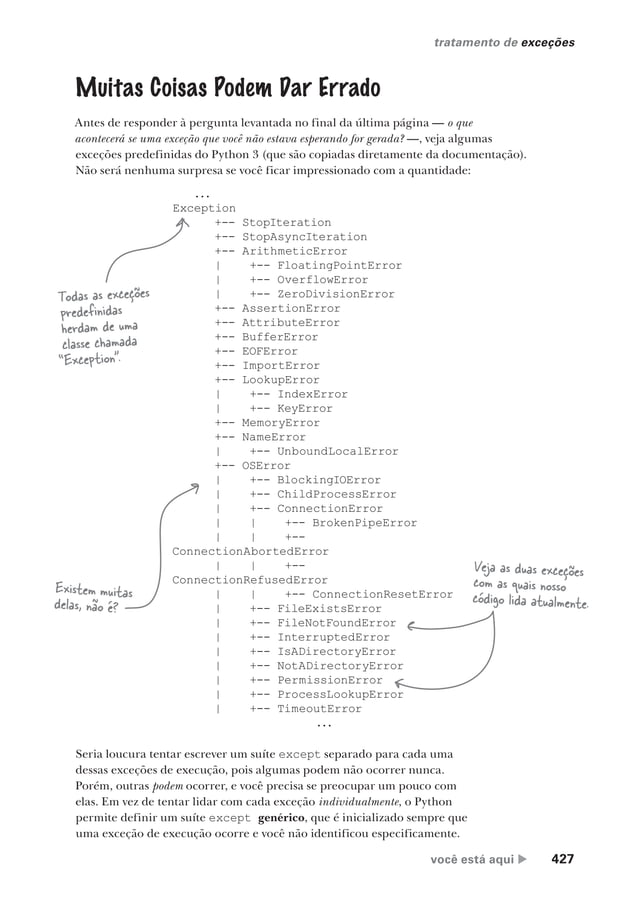 tratamento de exceções
Muitas Coisas Podem Dar Errado
Antes de responder à pergunta levantada no final da última página — o que
acontecerá se uma exceção que você não estava esperando for gerada? —, veja algumas
exceções predefinidas do Python 3 (que são copiadas diretamente da documentação).
Não será nenhuma surpresa se você ficar impressionado com a quantidade:
...
Exception
+-- StopIteration
+-- StopAsyncIteration
+-- ArithmeticError
| +-- FloatingPointError
| +-- OverflowError
| +-- ZeroDivisionError
+-- AssertionError
+-- AttributeError
+-- BufferError
+-- EOFError
+-- ImportError
+-- LookupError
| +-- IndexError
| +-- KeyError
+-- MemoryError
+-- NameError
| +-- UnboundLocalError
+-- OSError
| +-- BlockingIOError
| +-- ChildProcessError
| +-- ConnectionError
| | +-- BrokenPipeError
| | +--
ConnectionAbortedError
| | +--
ConnectionRefusedError
| | +-- ConnectionResetError
| +-- FileExistsError
| +-- FileNotFoundError
| +-- InterruptedError
| +-- IsADirectoryError
| +-- NotADirectoryError
| +-- PermissionError
| +-- ProcessLookupError
| +-- TimeoutError
...
Todas as exceções
predefinidas
herdam de uma
classe chamada
"Exception".
Existem muitas
delas, não é?
Veja as duas exceções
com as quais nosso
código lida atualmente.
Seria loucura tentar escrever um suíte except separado para cada uma
dessas exceções de execução, pois algumas podem não ocorrer nunca.
Porém, outras podem ocorrer, e você precisa se preocupar um pouco com
elas. Em vez de tentar lidar com cada exceção individualmente, o Python
permite definir um suíte except genérico, que é inicializado sempre que
uma exceção de execução ocorre e você não identificou especificamente.
você está aqui ▶ 427